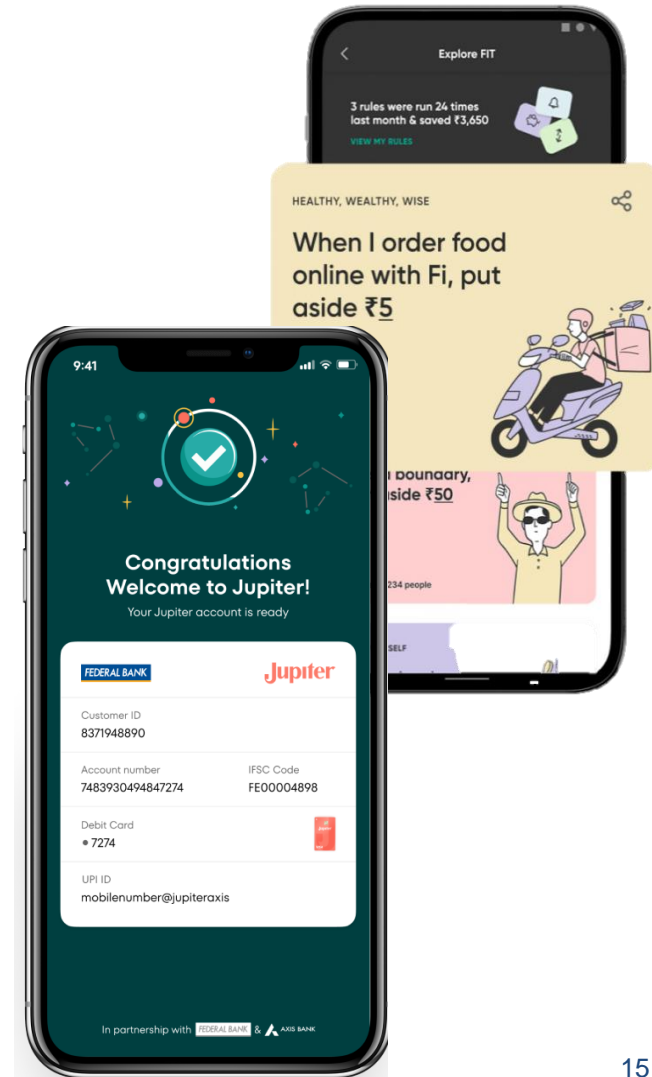 Explore FIT
3 rules were run 24 times
last month & saved ₹3,650
VIEW MY RULES
HEALTHY, WEALTHY, WISE
When I order food
online with Fi, put
aside ₹5
boundary,
side ₹50
234 people
SELF
9:41
Congratulations
Welcome to Jupiter!
Your Jupiter account is ready
FEDERAL BANK Jupiter
Customer ID
8371948890
Account number IFSC Code
7483930494847274 FE00004898
Debit Card
7274
UPI ID
mobilenumber@jupiteraxis
In partnership with FEDERAL BANK & AXIS BANK
15